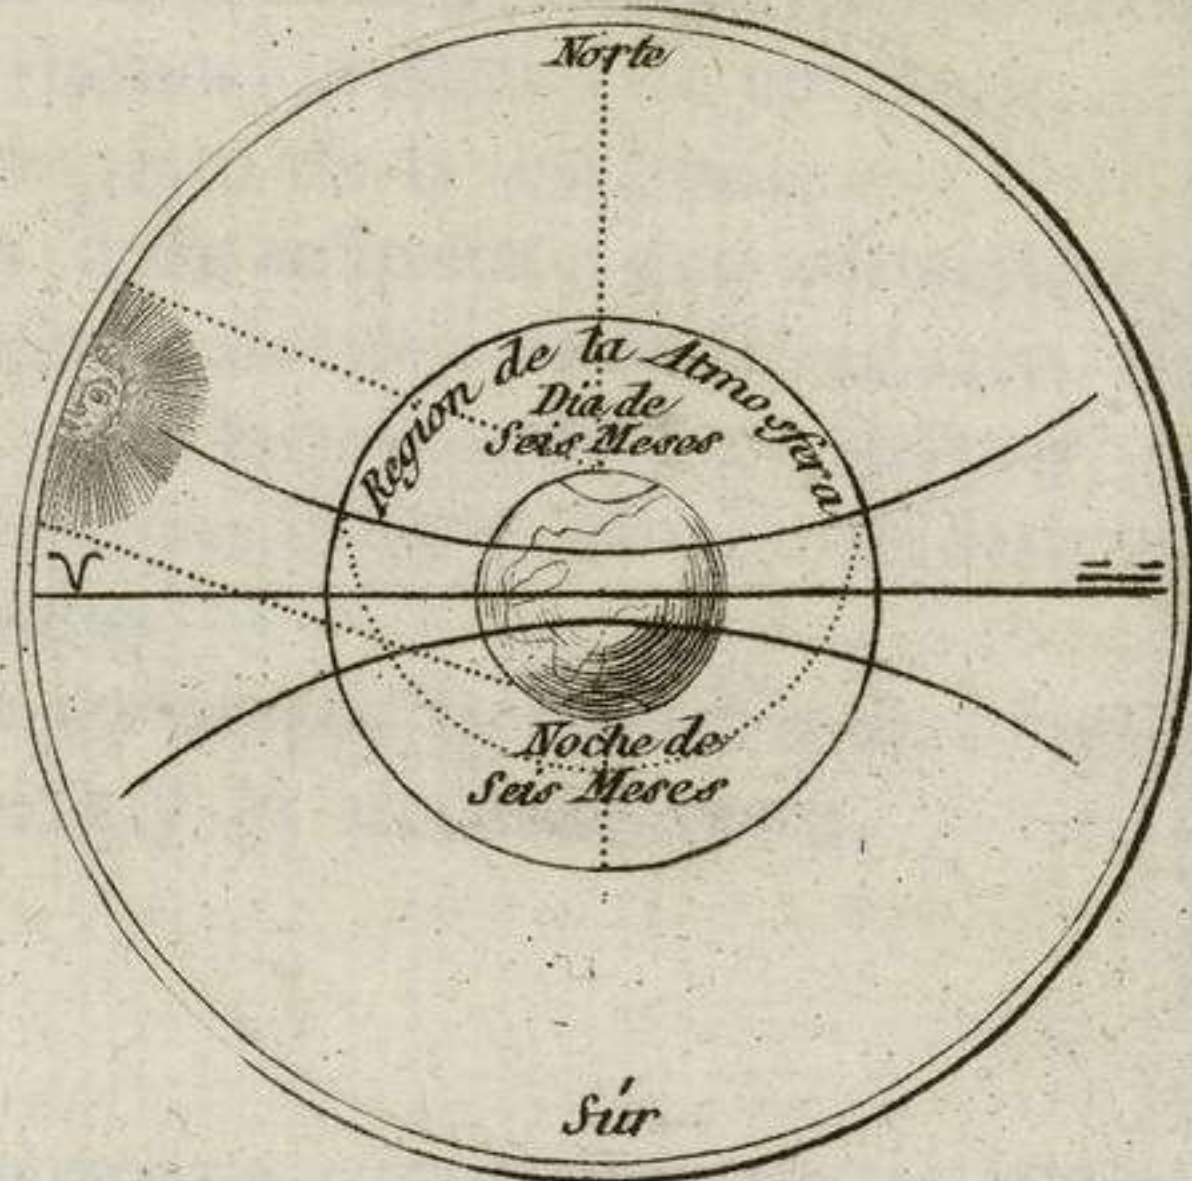 Norte
Region de la Atmosfera
Dia de
Seis Meses
♈
♎
Noche de
Seis Meses
Súr